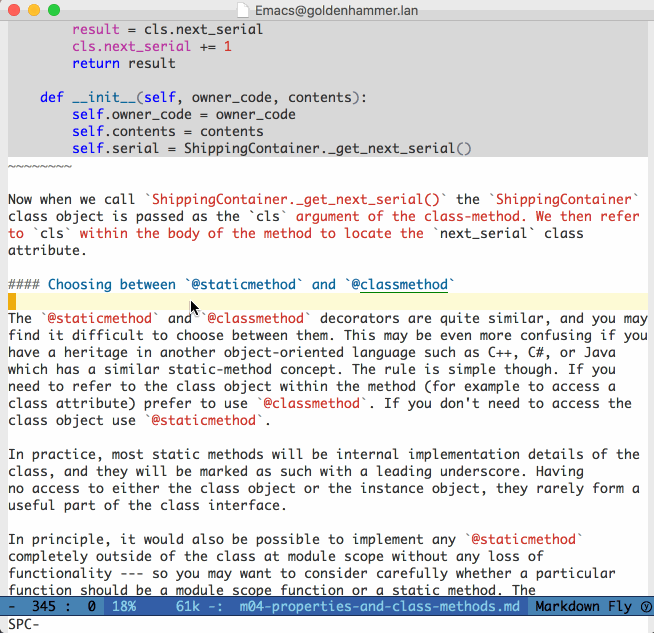 Emacs@goldenhammer.lan
result = cls.next_serial
cls.next_serial += 1
return result
def __init__(self, owner_code, contents):
self.owner_code = owner_code
self.contents = contents
self.serial = ShippingContainer._get_next_serial()
~~~~~~~~
Now when we call `ShippingContainer._get_next_serial()` the `ShippingContainer`
class object is passed as the `cls` argument of the class-method. We then refer
to `cls` within the body of the method to locate the `next_serial` class
attribute.
#### Choosing between `@staticmethod` and `@classmethod`
The `@staticmethod` and `@classmethod` decorators are quite similar, and you may
find it difficult to choose between them. This may be even more confusing if you
have a heritage in another object-oriented language such as C++, C#, or Java
which has a similar static-method concept. The rule is simple though. If you
need to refer to the class object within the method (for example to access a
class attribute) prefer to use `@classmethod`. If you don't need to access the
class object use `@staticmethod`.
In practice, most static methods will be internal implementation details of the
class, and they will be marked as such with a leading underscore. Having
no access to either the class object or the instance object, they rarely form a
useful part of the class interface.
In principle, it would also be possible to implement any `@staticmethod`
completely outside of the class at module scope without any loss of
functionality --- so you may want to consider carefully whether a particular
function should be a module scope function or a static method. The
- 345 : 0 18% 61k -: m04-properties-and-class-methods.md Markdown Fly ⓨ
SPC-